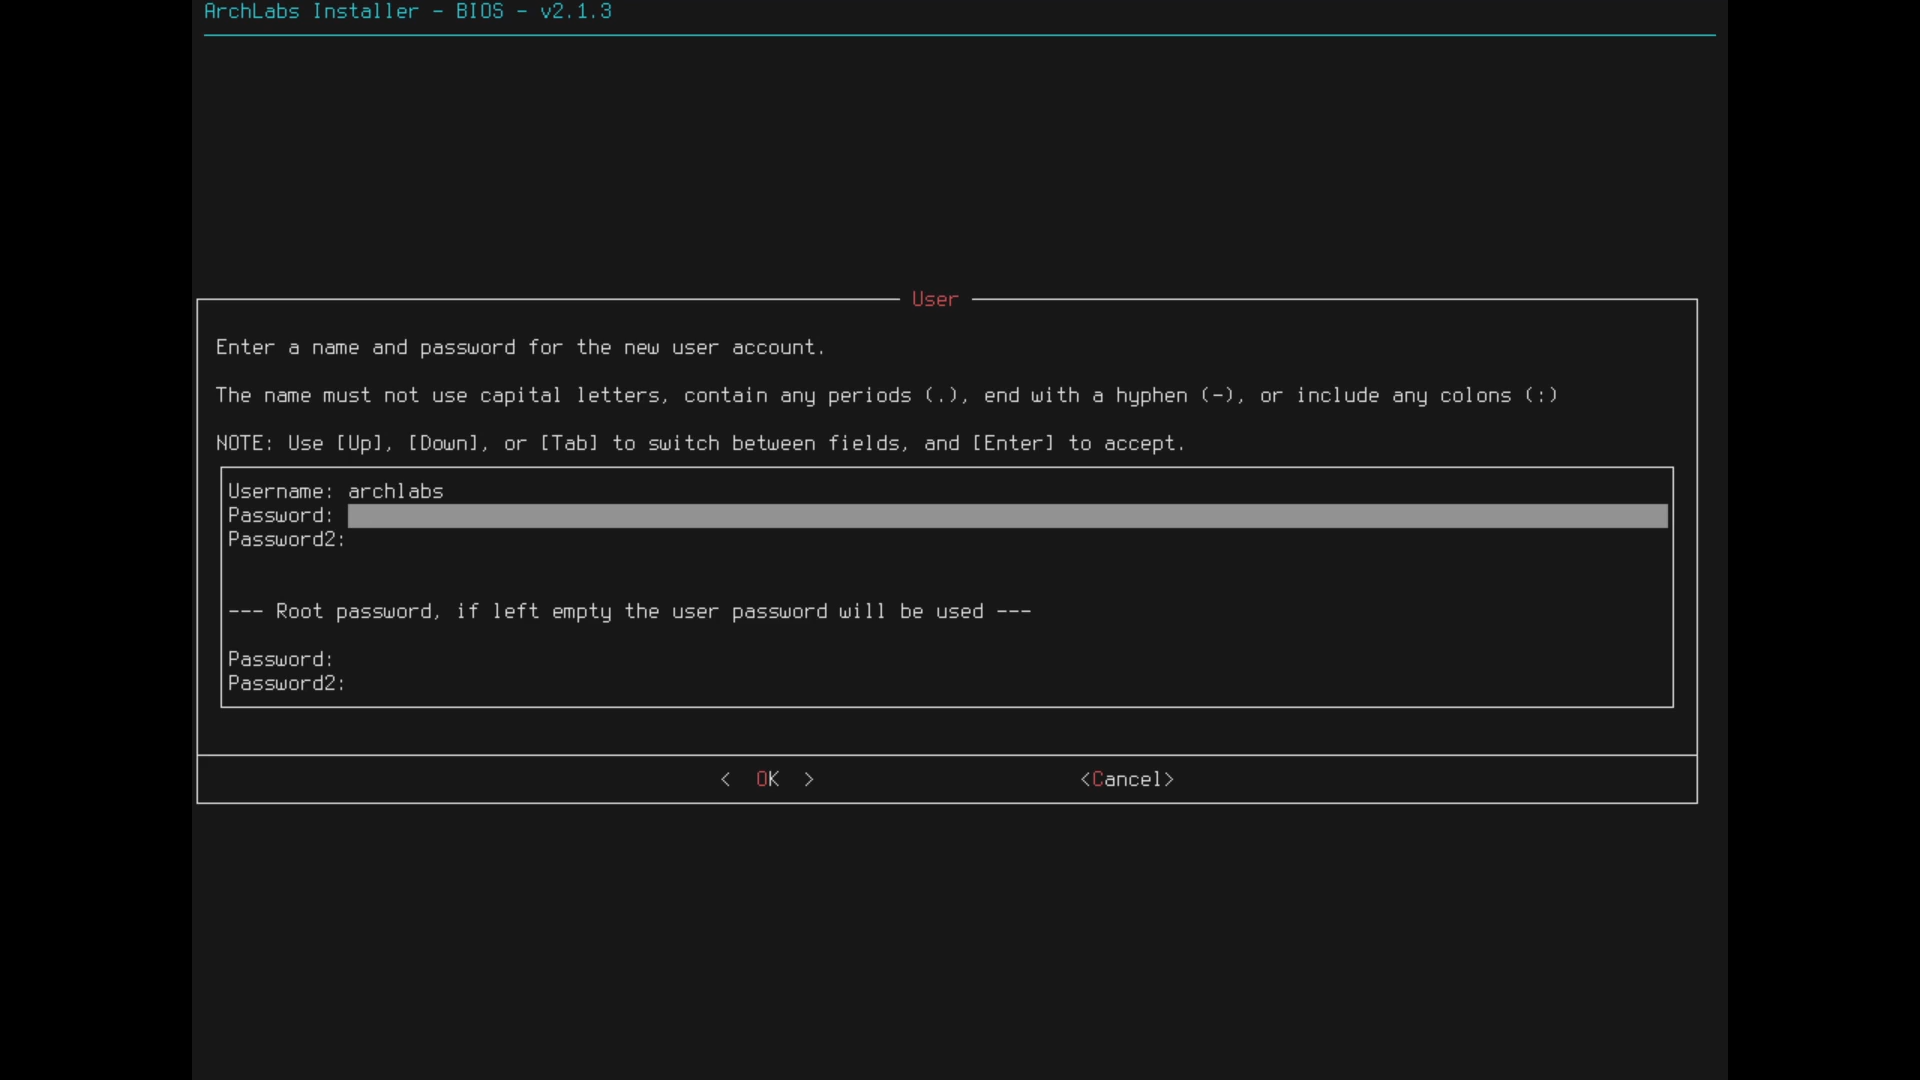 ArchLabs Installer - BIOS - v2.1.3
User
Enter a name and password for the new user account.
The name must not use capital letters, contain any periods (.), end with a hyphen (-), or include any colons (:)
NOTE: Use [Up], [Down], or [Tab] to switch between fields, and [Enter] to accept.
Username: archlabs
Password:
Password2:
--- Root password, if left empty the user password will be used ---
Password:
Password2:
<  OK  > <Cancel>